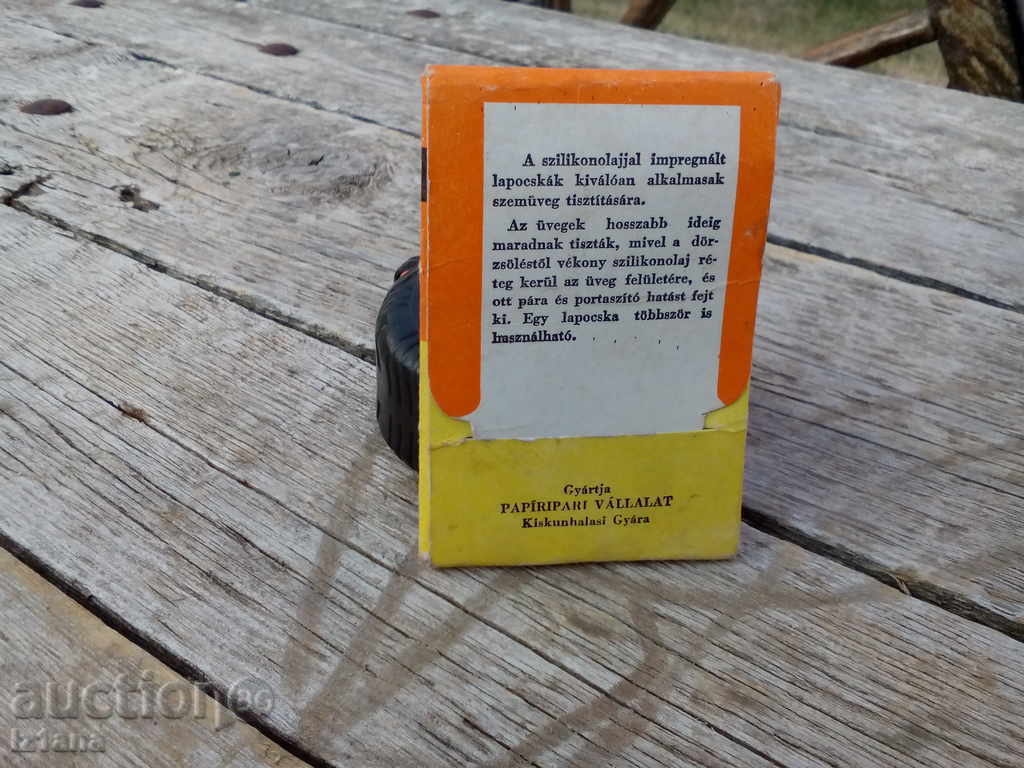 A szilikonolajjal impregnált
lapocskák kiválóan alkalmasak
szemüveg tisztítására.
Az üvegek hosszabb ideig
maradnak tiszták, mivel a dör-
zsöléstől vékony szilikonolaj ré-
teg kerül az üveg felületére, és
ott pára és portaszító hatást fejt
ki. Egy lapocska többször is
használható.
Gyártja
PAPÍRIPARI VÁLLALAT
Kiskunhalasi Gyára
auction
iz1ana